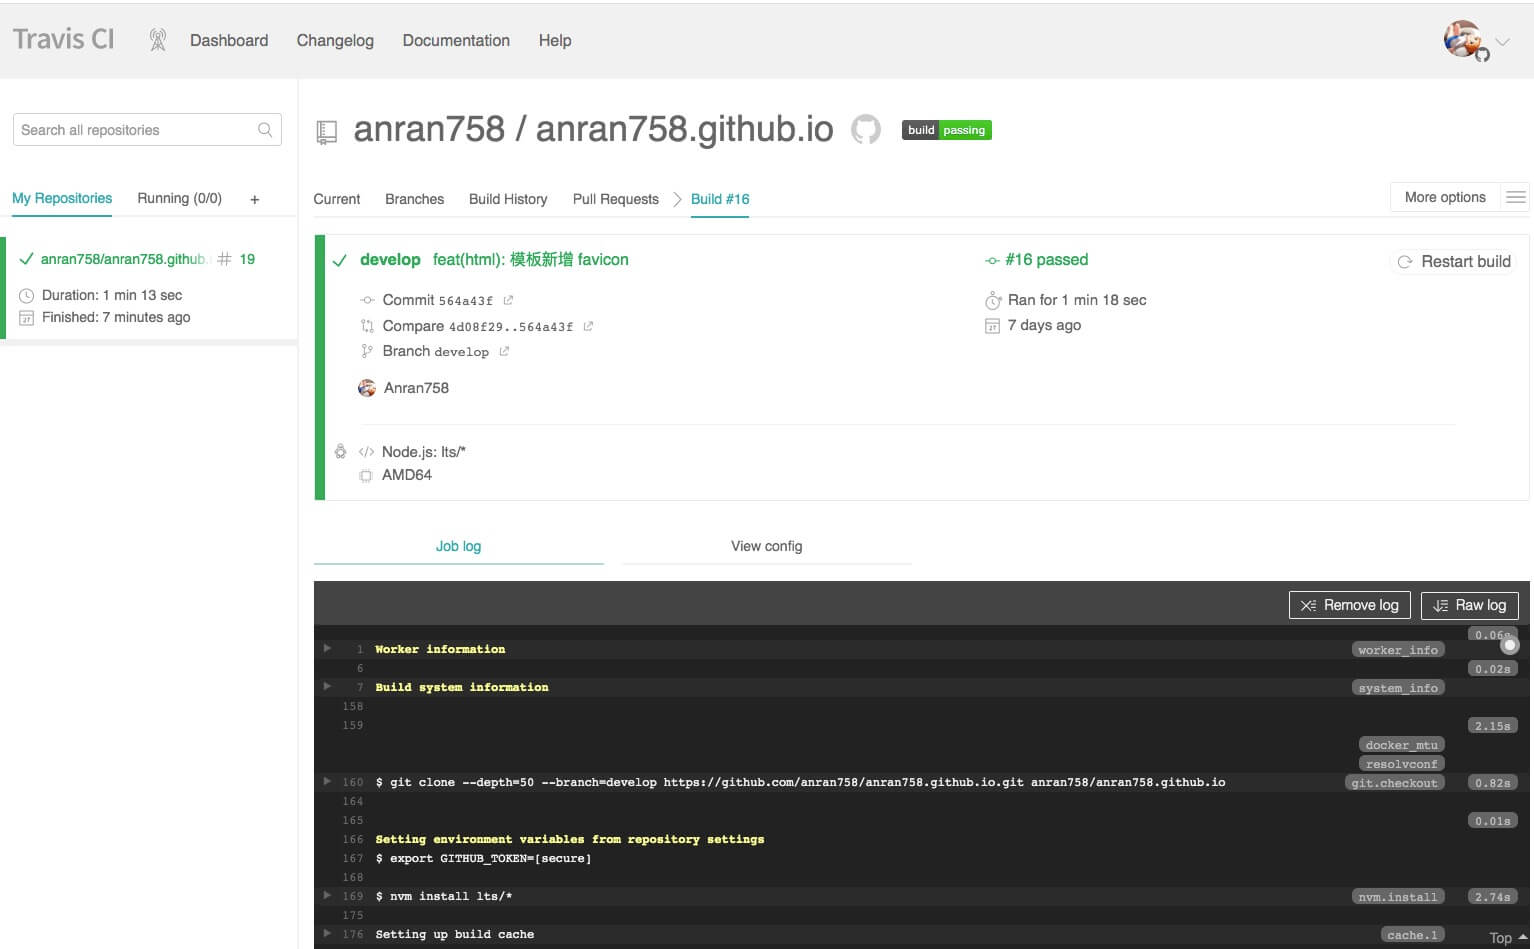 Travis CI
Dashboard
Changelog
Documentation
Help
Search all repositories
My Repositories
Running (0/0)
+
anran758/anran758.github.
# 19
Duration: 1 min 13 sec
Finished: 7 minutes ago
anran758 / anran758.github.io
build passing
Current
Branches
Build History
Pull Requests
Build #16
More options
develop feat(html): 模板新增 favicon
Commit 564a43f
Compare 4d08f29..564a43f
Branch develop
Anran758
#16 passed
Ran for 1 min 18 sec
7 days ago
Restart build
Node.js: lts/*
AMD64
Job log
View config
Remove log
Raw log
0.06s
1 Worker information worker_info
6 0.02s
7 Build system information system_info
158
159 2.15s
docker_mtu
resolvconf
160 $ git clone --depth=50 --branch=develop https://github.com/anran758/anran758.github.io.git anran758/anran758.github.io git.checkout 0.82s
164
165 0.01s
166 Setting environment variables from repository settings
167 $ export GITHUB_TOKEN=[secure]
168
169 $ nvm install lts/* nvm.install 2.74s
175
176 Setting up build cache cache.1
Top